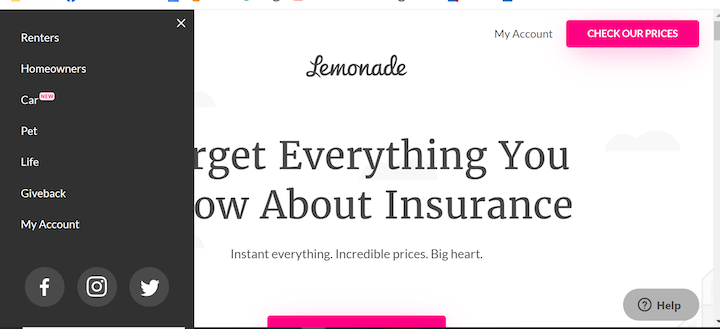 Renters
Homeowners
Car NEW
Pet
Life
Giveback
My Account
My Account
CHECK OUR PRICES
Lemonade
rget Everything You
ow About Insurance
Instant everything. Incredible prices. Big heart.
Help